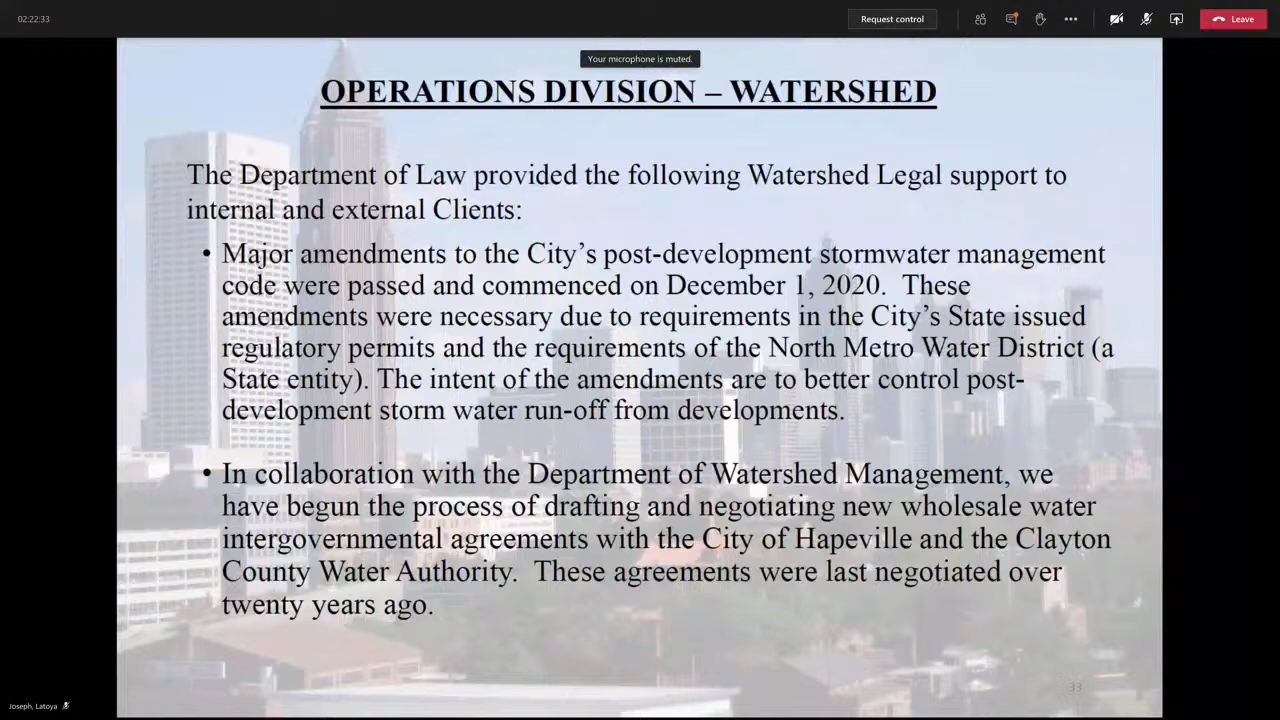 02:22:33
Request control
Leave
Your microphone is muted.
OPERATIONS DIVISION – WATERSHED
The Department of Law provided the following Watershed Legal support to
internal and external Clients:
• Major amendments to the City's post-development stormwater management
code were passed and commenced on December 1, 2020.  These
amendments were necessary due to requirements in the City's State issued
regulatory permits and the requirements of the North Metro Water District (a
State entity). The intent of the amendments are to better control post-
development storm water run-off from developments.
• In collaboration with the Department of Watershed Management, we
have begun the process of drafting and negotiating new wholesale water
intergovernmental agreements with the City of Hapeville and the Clayton
County Water Authority.  These agreements were last negotiated over
twenty years ago.
33
Joseph, Latoya